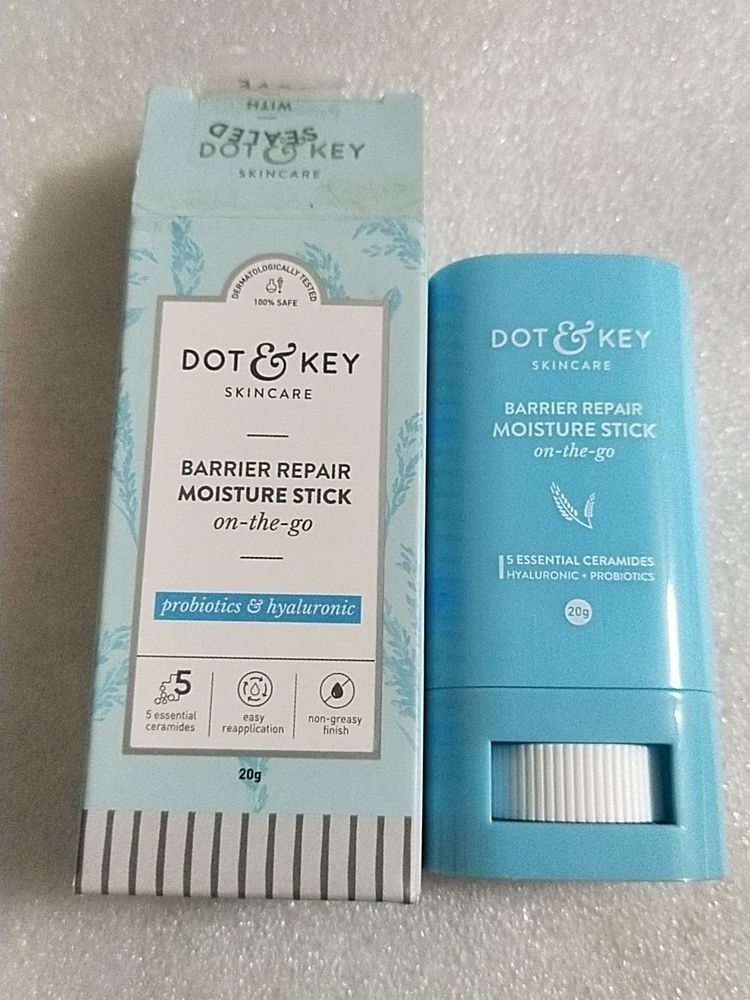 WITH
SEALED
DOT & KEY
SKINCARE
DERMATOLOGICALLY TESTED
100% SAFE
DOT & KEY
SKINCARE
BARRIER REPAIR
MOISTURE STICK
on-the-go
probiotics & hyaluronic
5
5 essential
ceramides
easy
reapplication
non-greasy
finish
20g
DOT & KEY
SKINCARE
BARRIER REPAIR
MOISTURE STICK
on-the-go
5 ESSENTIAL CERAMIDES
HYALURONIC + PROBIOTICS
20g